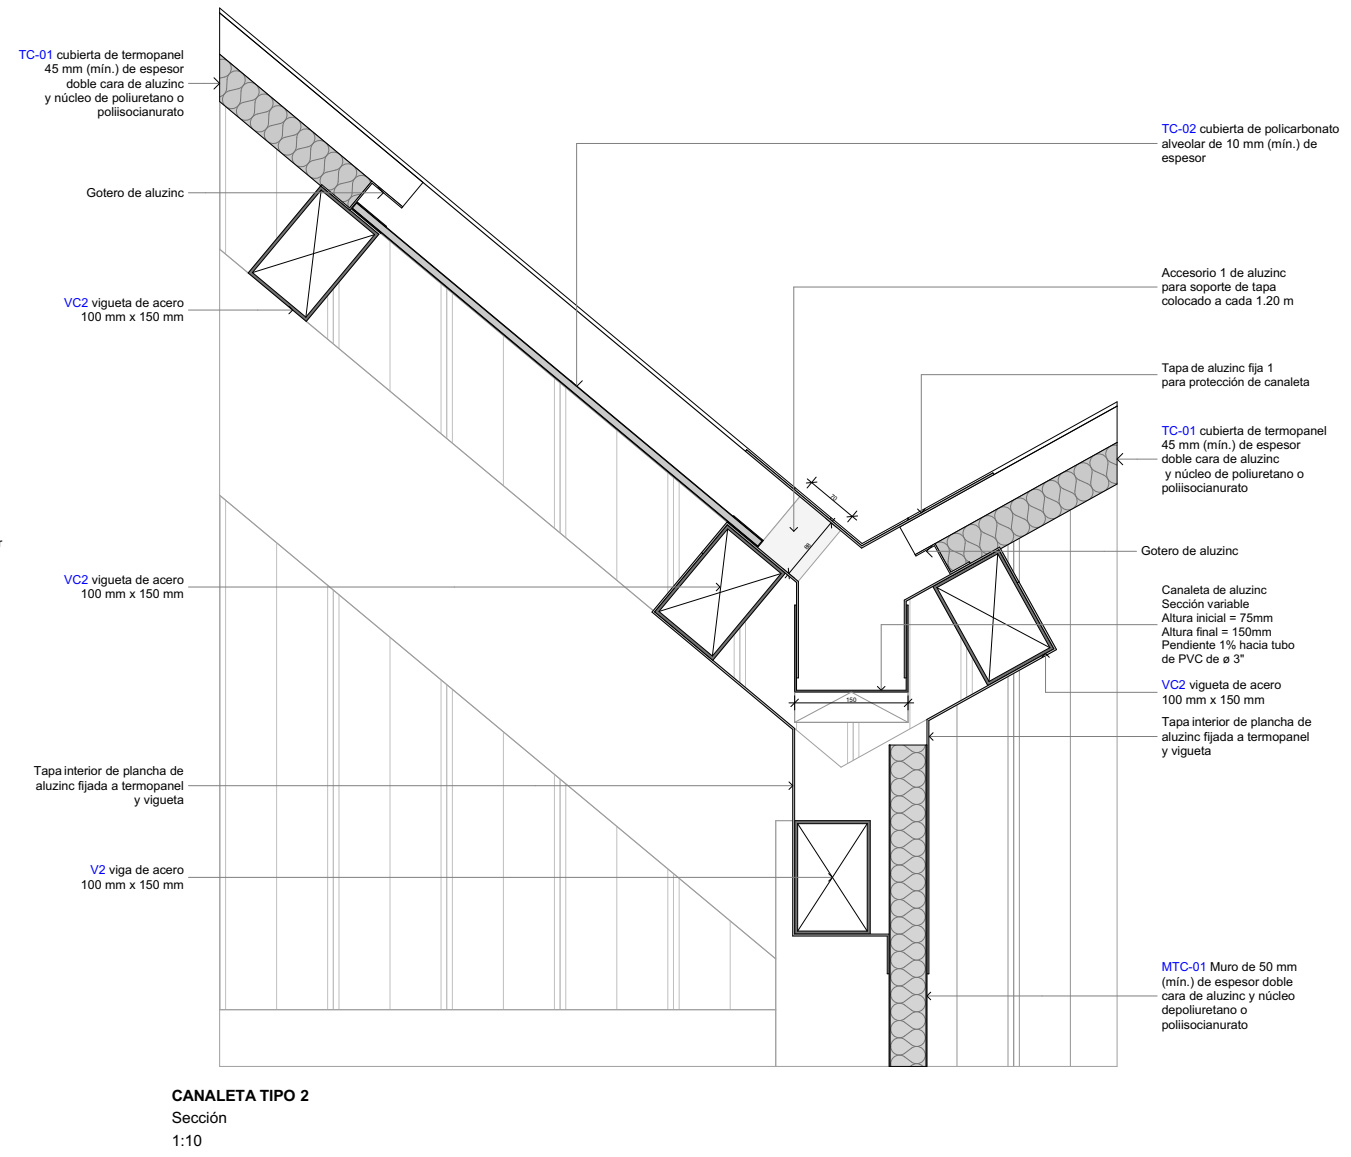 TC-01 cubierta de termopanel
45 mm (mín.) de espesor
doble cara de aluzinc
y núcleo de poliuretano o
poliisocianurato
Gotero de aluzinc
VC2 vigueta de acero
100 mm x 150 mm
VC2 vigueta de acero
100 mm x 150 mm
Tapa interior de plancha de
aluzinc fijada a termopanel
y vigueta
V2 viga de acero
100 mm x 150 mm
TC-02 cubierta de policarbonato
alveolar de 10 mm (mín.) de
espesor
Accesorio 1 de aluzinc
para soporte de tapa
colocado a cada 1.20 m
Tapa de aluzinc fija 1
para protección de canaleta
TC-01 cubierta de termopanel
45 mm (mín.) de espesor
doble cara de aluzinc
y núcleo de poliuretano o
poliisocianurato
Gotero de aluzinc
Canaleta de aluzinc
Sección variable
Altura inicial = 75mm
Altura final = 150mm
Pendiente 1% hacia tubo
de PVC de ø 3"
VC2 vigueta de acero
100 mm x 150 mm
Tapa interior de plancha de
aluzinc fijada a termopanel
y vigueta
MTC-01 Muro de 50 mm
(mín.) de espesor doble
cara de aluzinc y núcleo
depoliuretano o
poliisocianurato
70
150
CANALETA TIPO 2
Sección
1:10